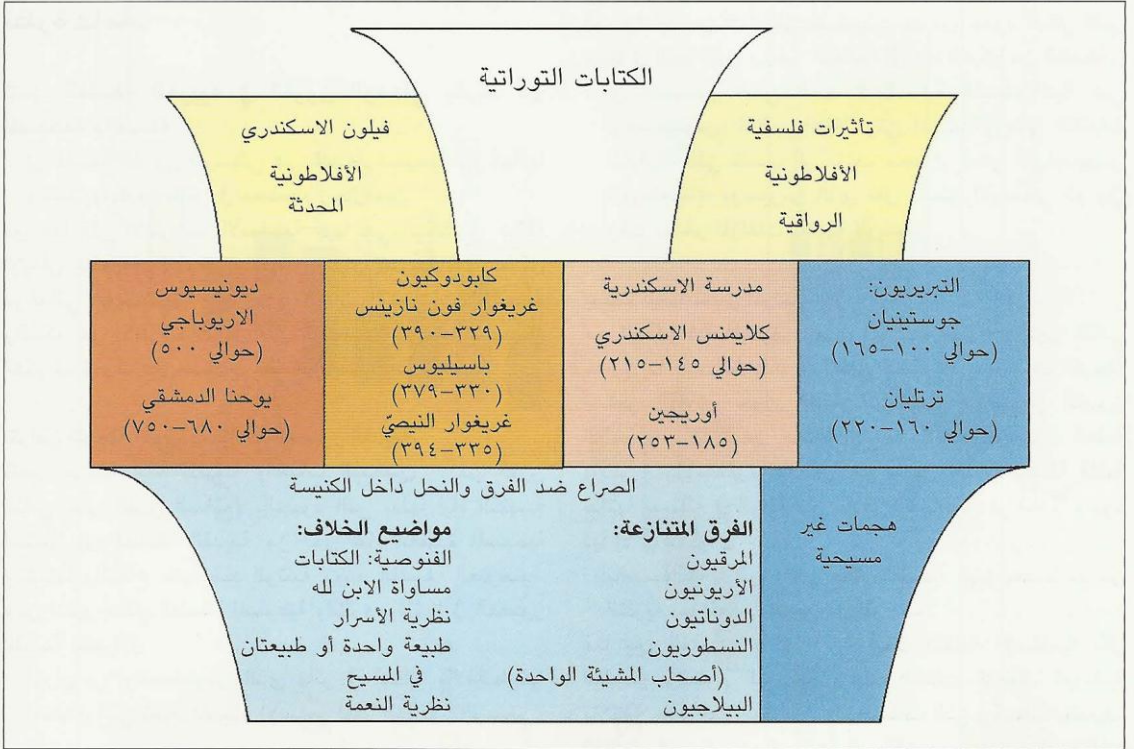 الكتابات التوراتية
تأثيرات فلسفية
الأفلاطونية
الرواقية
فيلون الاسكندري
الأفلاطونية
المحدثة
التبريريون:
جوستينيان
(حوالي ١٠٠-١٦٥)
ترتليان
(حوالي ١٦٠-٢٢٠)
مدرسة الاسكندرية
كلايمنس الاسكندري
(حوالي ١٤٥-٢١٥)
أوريجين
(١٨٥-٢٥٣)
كابودوكيون
غريغوار فون نازينس
(٣٢٩-٣٩٠)
باسيليوس
(٣٣٠-٣٧٩)
غريغوار النيصيّ
(٣٣٥-٣٩٤)
ديونيسيوس
الاريوباجي
(حوالي ٥٠٠)
يوحنا الدمشقي
(حوالي ٦٨٠-٧٥٠)
هجمات غير
مسيحية
الصراع ضد الفرق والنحل داخل الكنيسة
الفرق المتنازعة:
المرقيون
الأريونيون
الدوناتيون
النسطوريون
(أصحاب المشيئة الواحدة)
البيلاجيون
مواضيع الخلاف:
الفنوصية: الكتابات
مساواة الابن لله
نظرية الأسرار
طبيعة واحدة أو طبيعتان
في المسيح
نظرية النعمة